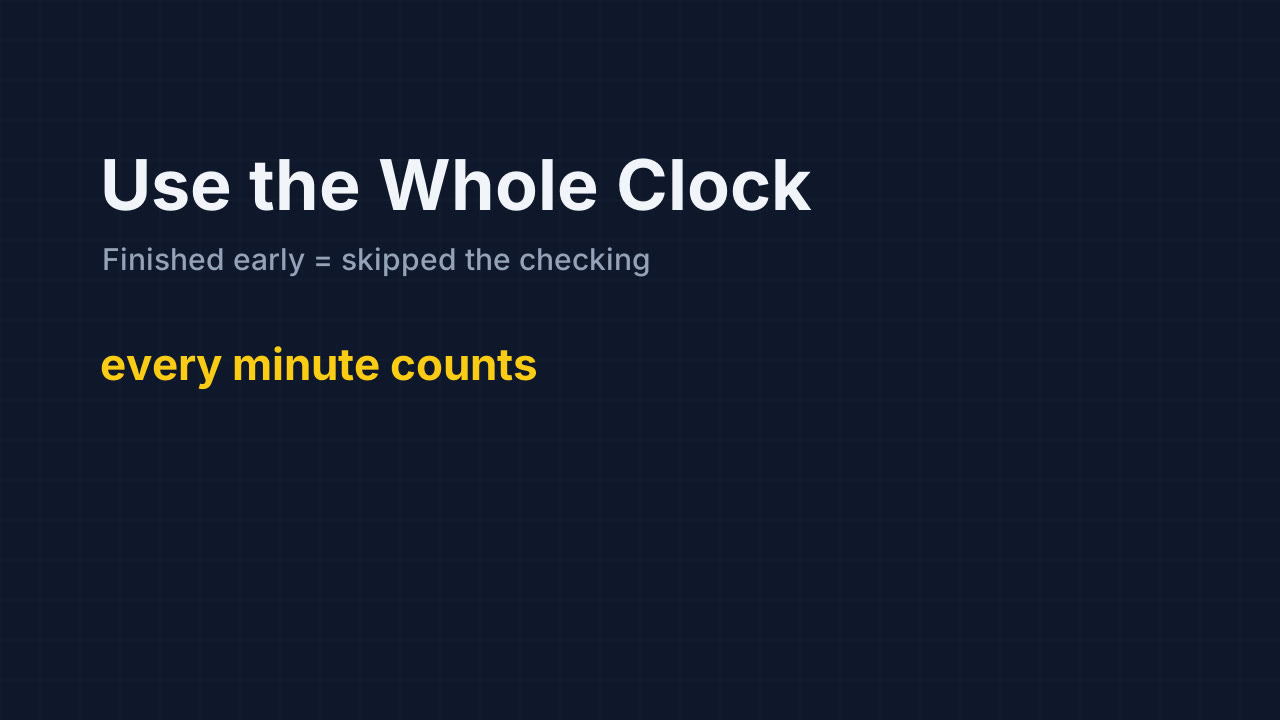 Use the Whole Clock
Finished early = skipped the checking
every minute counts